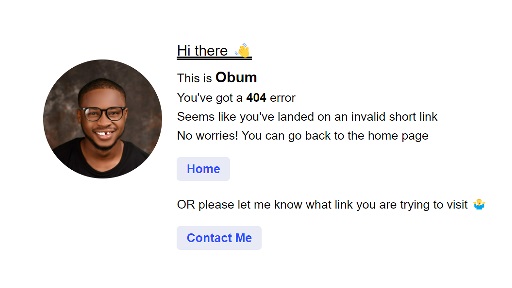 Hi there 👋
This is Obum
You've got a 404 error
Seems like you've landed on an invalid short link
No worries! You can go back to the home page
Home
OR please let me know what link you are trying to visit 🤷‍♂️
Contact Me